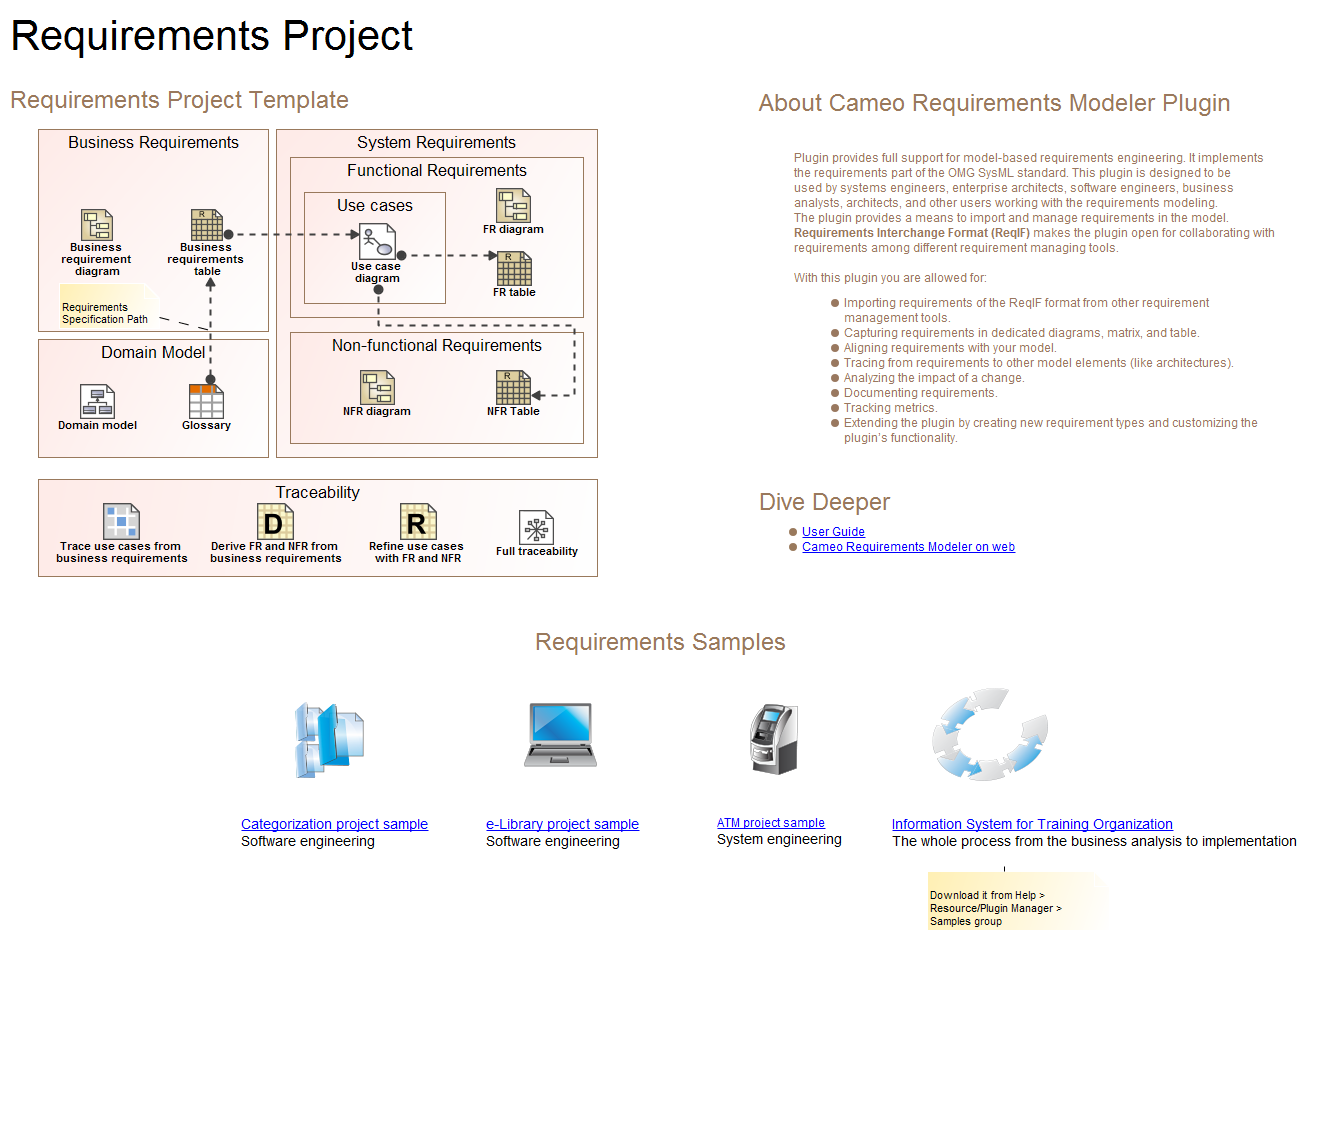 Requirements Project
Requirements Project Template
Business Requirements
Business
requirement
diagram
R
Business
requirements
table
Requirements
Specification Path
Domain Model
Domain model
Glossary
System Requirements
Functional Requirements
Use cases
Use case
diagram
FR diagram
R
FR table
Non-functional Requirements
NFR diagram
R
NFR Table
Traceability
Trace use cases from
business requirements
D
Derive FR and NFR from
business requirements
R
Refine use cases
with FR and NFR
Full traceability
About Cameo Requirements Modeler Plugin
Plugin provides full support for model-based requirements engineering. It implements
the requirements part of the OMG SysML standard. This plugin is designed to be
used by systems engineers, enterprise architects, software engineers, business
analysts, architects, and other users working with the requirements modeling.
The plugin provides a means to import and manage requirements in the model.
Requirements Interchange Format (ReqIF) makes the plugin open for collaborating with
requirements among different requirement managing tools.
With this plugin you are allowed for:
Importing requirements of the ReqIF format from other requirement
management tools.
Capturing requirements in dedicated diagrams, matrix, and table.
Aligning requirements with your model.
Tracing from requirements to other model elements (like architectures).
Analyzing the impact of a change.
Documenting requirements.
Tracking metrics.
Extending the plugin by creating new requirement types and customizing the
plugin's functionality.
Dive Deeper
User Guide
Cameo Requirements Modeler on web
Requirements Samples
Categorization project sample
Software engineering
e-Library project sample
Software engineering
ATM project sample
System engineering
Information System for Training Organization
The whole process from the business analysis to implementation
Download it from Help >
Resource/Plugin Manager >
Samples group